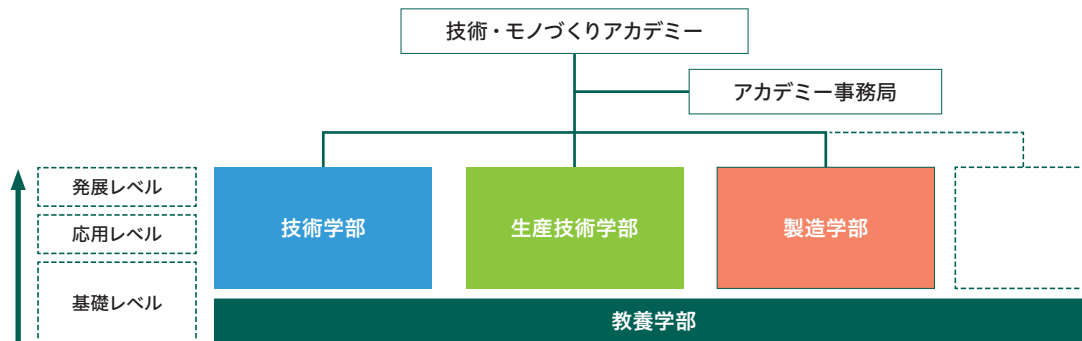 技術・モノづくりアカデミー
アカデミー事務局
発展レベル
応用レベル
基礎レベル
技術学部
生産技術学部
製造学部
教養学部